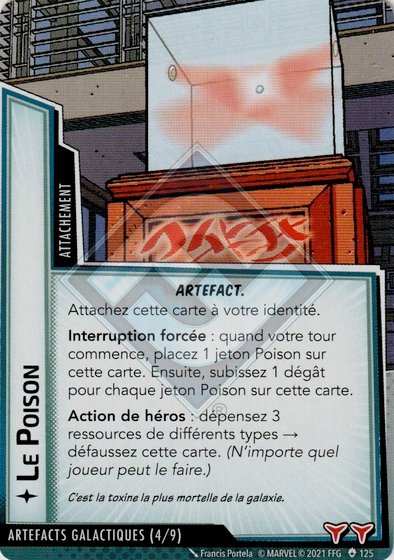 ATTACHEMENT
LE POISON
ARTEFACT.
Attachez cette carte à votre identité.
Interruption forcée : quand votre tour
commence, placez 1 jeton Poison sur
cette carte. Ensuite, subissez 1 dégât
pour chaque jeton Poison sur cette carte.
Action de héros : dépensez 3
ressources de différents types →
défaussez cette carte. (N'importe quel
joueur peut le faire.)
C'est la toxine la plus mortelle de la galaxie.
ARTEFACTS GALACTIQUES (4/9)
Francis Portela © MARVEL © 2021 FFG 125